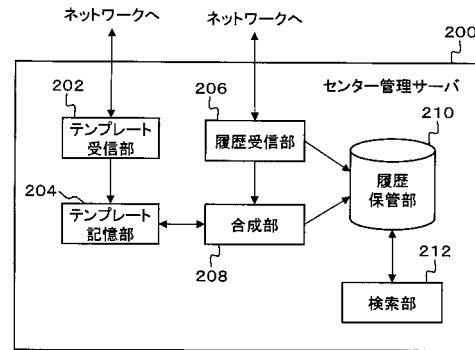 ネットワークへ
ネットワークへ
200
センター管理サーバ
202
テンプレート
受信部
206
履歴受信部
210
履歴
保管部
204
テンプレート
記憶部
合成部
208
212
検索部